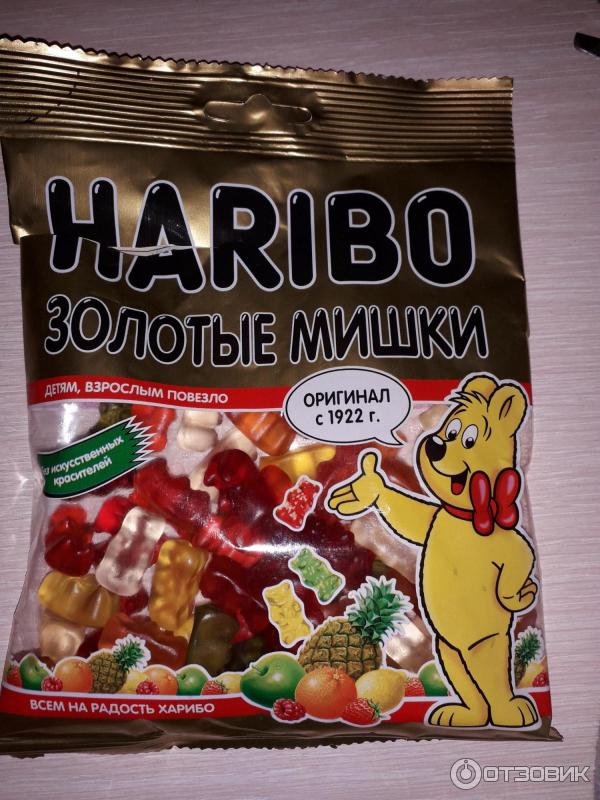 HARIBO
ЗОЛОТЫЕ МИШКИ
ДЕТЯМ, ВЗРОСЛЫМ ПОВЕЗЛО
ОРИГИНАЛ
с 1922 г.
искусственных
красителей
ВСЕМ НА РАДОСТЬ ХАРИБО
ОТЗОВИК